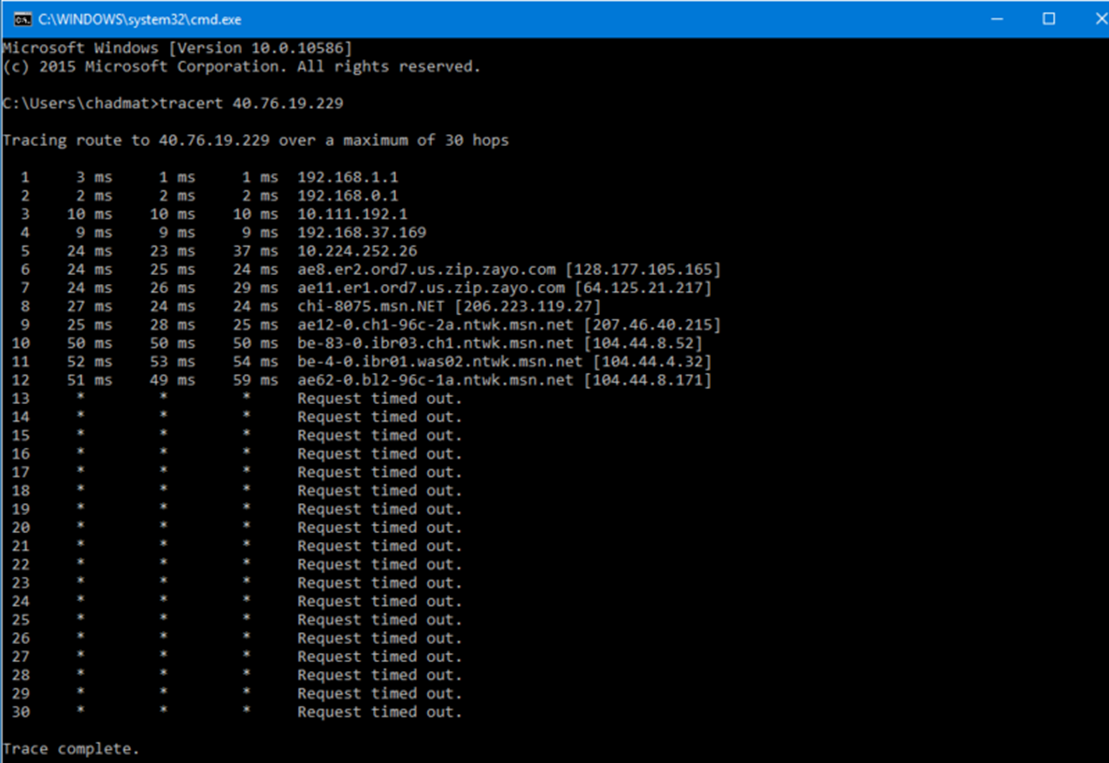 C:\WINDOWS\system32\cmd.exe
Microsoft Windows [Version 10.0.10586]
(c) 2015 Microsoft Corporation. All rights reserved.
C:\Users\chadmat>tracert 40.76.19.229
Tracing route to 40.76.19.229 over a maximum of 30 hops
1 3 ms 1 ms 1 ms 192.168.1.1
2 2 ms 2 ms 2 ms 192.168.0.1
3 10 ms 10 ms 10 ms 10.111.192.1
4 9 ms 9 ms 9 ms 192.168.37.169
5 24 ms 23 ms 37 ms 10.224.252.26
6 24 ms 25 ms 24 ms ae8.er2.ord7.us.zip.zayo.com [128.177.105.165]
7 24 ms 26 ms 29 ms ae11.er1.ord7.us.zip.zayo.com [64.125.21.217]
8 27 ms 24 ms 24 ms chi-8075.msn.NET [206.223.119.27]
9 25 ms 28 ms 25 ms ae12-0.ch1-96c-2a.ntwk.msn.net [207.46.40.215]
10 50 ms 50 ms 50 ms be-83-0.ibr03.ch1.ntwk.msn.net [104.44.8.52]
11 52 ms 53 ms 54 ms be-4-0.ibr01.was02.ntwk.msn.net [104.44.4.32]
12 51 ms 49 ms 59 ms ae62-0.bl2-96c-1a.ntwk.msn.net [104.44.8.171]
13 * * * Request timed out.
14 * * * Request timed out.
15 * * * Request timed out.
16 * * * Request timed out.
17 * * * Request timed out.
18 * * * Request timed out.
19 * * * Request timed out.
20 * * * Request timed out.
21 * * * Request timed out.
22 * * * Request timed out.
23 * * * Request timed out.
24 * * * Request timed out.
25 * * * Request timed out.
26 * * * Request timed out.
27 * * * Request timed out.
28 * * * Request timed out.
29 * * * Request timed out.
30 * * * Request timed out.
Trace complete.